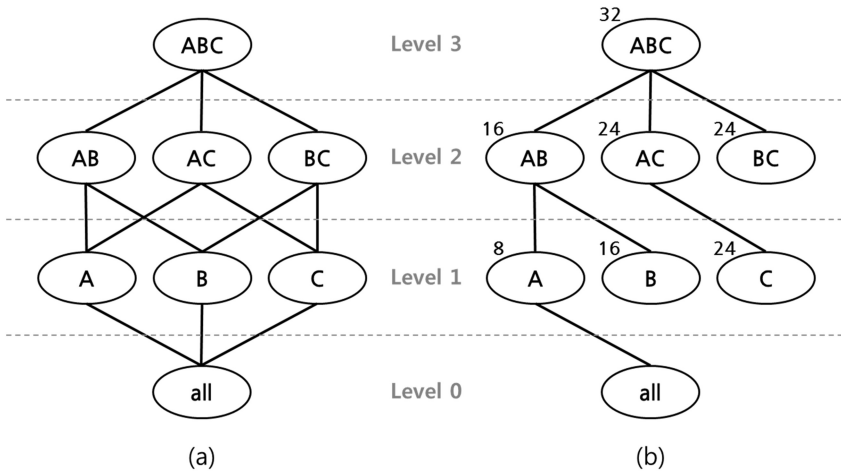 32
ABC Level 3 ABC
16 24 24
AB AC BC Level 2 AB AC BC
8 16 24
A B C Level 1 A B C
all Level 0 all
(a) (b)